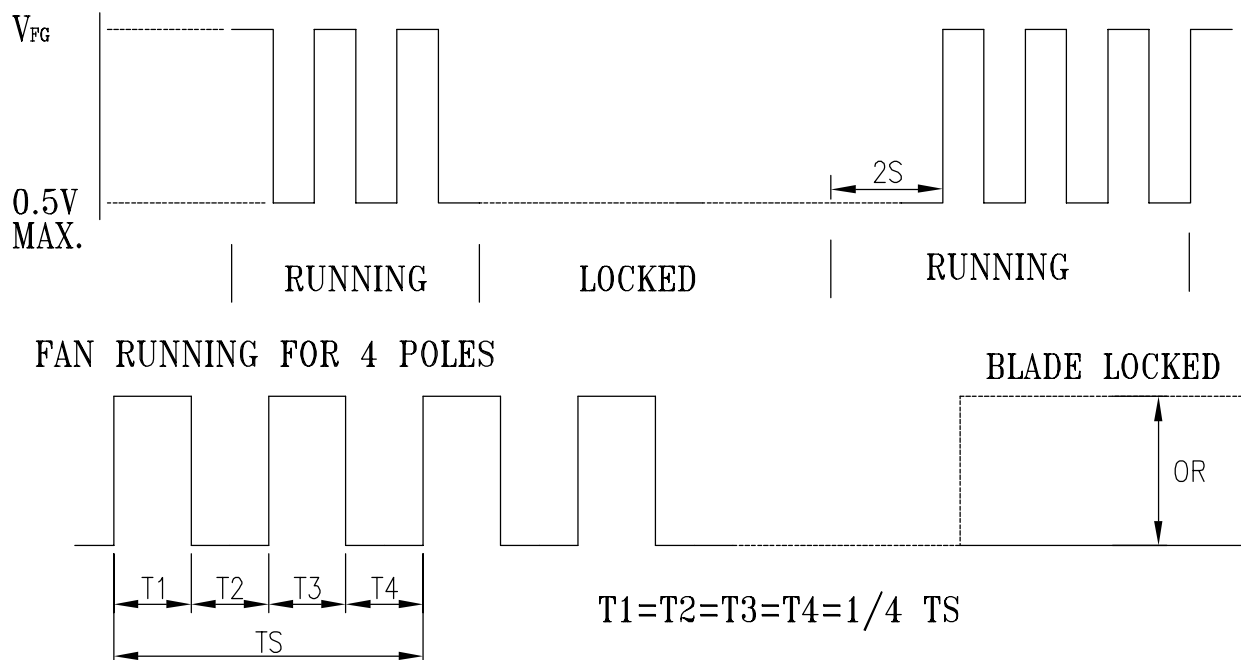 VFG
0.5V
MAX.
2S
RUNNING LOCKED RUNNING
FAN RUNNING FOR 4 POLES
BLADE LOCKED
OR
T1 T2 T3 T4
TS
T1=T2=T3=T4=1/4 TS